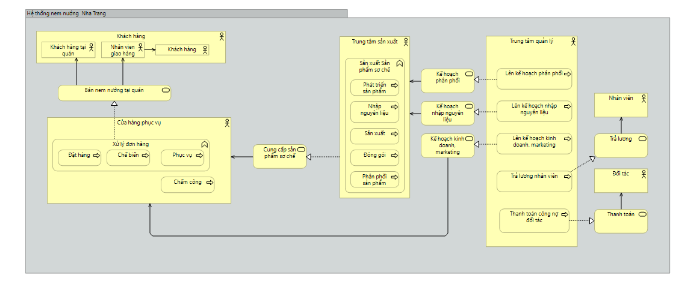 Hệ thống nem nướng Nha Trang
Khách hàng
Khách hàng tại
quán
Nhân viên
giao hàng
Khách hàng
Bán nem nướng tại quán
Cửa hàng phục vụ
Xử lý đơn hàng
Đặt hàng
Chế biến
Phục vụ
Chấm công
Cung cấp sản
phẩm sơ chế
Trung tâm sản xuất
Sản xuất Sản
phẩm sơ chế
Phát triển
sản phẩm
Nhập
nguyên liệu
Sản xuất
Đóng gói
Phân phối
sản phẩm
Kế hoạch
phân phối
Kế hoạch
nhập nguyên
liệu
Kế hoạch kinh
doanh,
marketing
Trung tâm quản lý
Lên kế hoạch phân phối
Lên kế hoạch nhập
nguyên liệu
Lên kế hoạch kinh
doanh, marketing
Trả lương nhân viên
Thanh toán công nợ
đối tác
Nhân viên
Trả lương
Đối tác
Thanh toán